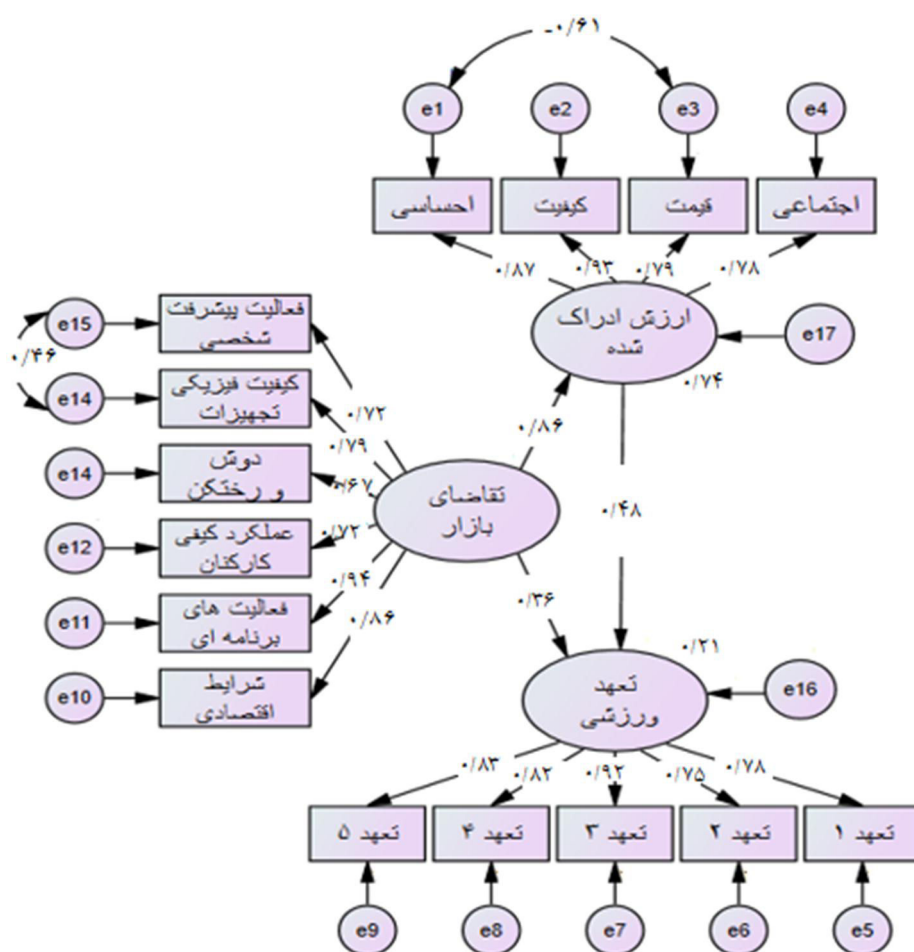 -۰/۶۱
e1
e2
e3
e4
احساسی
کیفیت
قیمت
اجتماعی
۰/۸۷
۰/۹۳
۰/۷۹
۰/۷۸
ارزش ادراک
شده
e17
۰/۷۴
e15
فعالیت پیشرفت
شخصی
۰/۴۶
e14
کیفیت فیزیکی
تجهیزات
e14
دوش
و رختکن
e12
عملکرد کیفی
کارکنان
e11
فعالیت های
برنامه ای
e10
شرایط
اقتصادی
۰/۷۲
۰/۷۹
۰/۶۷
۰/۷۲
۰/۹۴
۰/۸۶
تقاضای
بازار
۰/۸۶
۰/۴۸
۰/۳۶
۰/۲۱
تعهد
ورزشی
e16
۰/۸۳
۰/۸۲
۰/۹۲
۰/۷۵
۰/۷۸
تعهد ۵
تعهد ۴
تعهد ۳
تعهد ۲
تعهد ۱
e9
e8
e7
e6
e5